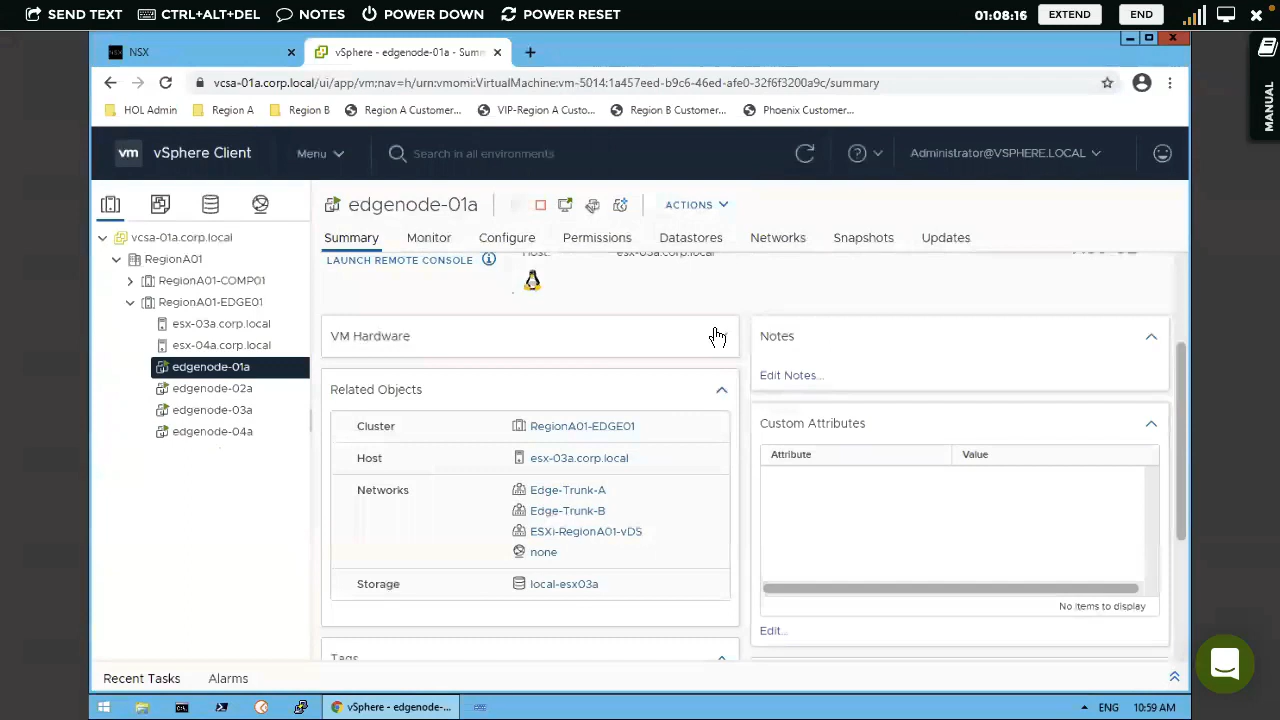 SEND TEXT CTRL+ALT+DEL NOTES POWER DOWN POWER RESET 01:08:16 EXTEND END
NSX vSphere - edgenode-01a - Summ
vcsa-01a.corp.local/ui/app/vm;nav=h/urn:vmomi:VirtualMachine:vm-5014:1a457eed-b9c6-46ed-afe0-32f6f3200a9c/summary
HOL Admin Region A Region B Region A Customer... VIP-Region A Custo... Region B Customer... Phoenix Customer...
MANUAL
vm vSphere Client Menu Search in all environments Administrator@VSPHERE.LOCAL
edgenode-01a ACTIONS
Summary Monitor Configure Permissions Datastores Networks Snapshots Updates
vcsa-01a.corp.local
RegionA01
RegionA01-COMP01
RegionA01-EDGE01
esx-03a.corp.local
esx-04a.corp.local
edgenode-01a
edgenode-02a
edgenode-03a
edgenode-04a
Host: esx-03a.corp.local
LAUNCH REMOTE CONSOLE
VM Hardware
Related Objects
Cluster RegionA01-EDGE01
Host esx-03a.corp.local
Networks Edge-Trunk-A
Edge-Trunk-B
ESXi-RegionA01-vDS
none
Storage local-esx03a
Tags
Notes
Edit Notes...
Custom Attributes
Attribute Value
No items to display
Edit...
Recent Tasks Alarms
vSphere - edgenode-... ENG 10:59 AM